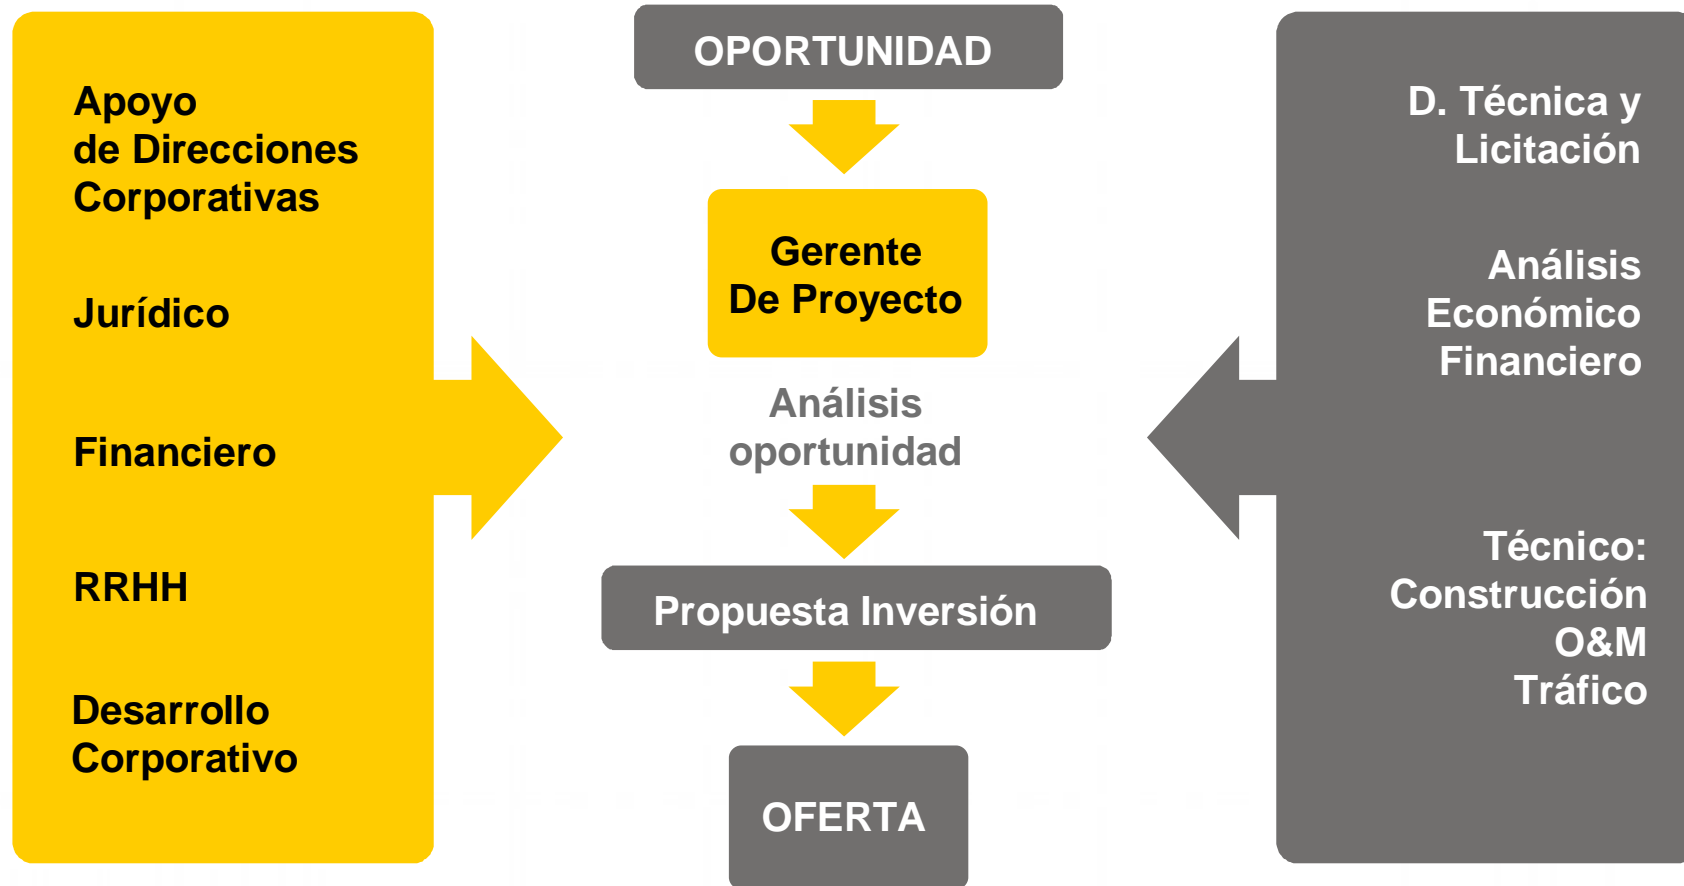 Apoyo
de Direcciones
Corporativas
Jurídico
Financiero
RRHH
Desarrollo
Corporativo
OPORTUNIDAD
Gerente
De Proyecto
Análisis
oportunidad
Propuesta Inversión
OFERTA
D. Técnica y
Licitación
Análisis
Económico
Financiero
Técnico:
Construcción
O&M
Tráfico